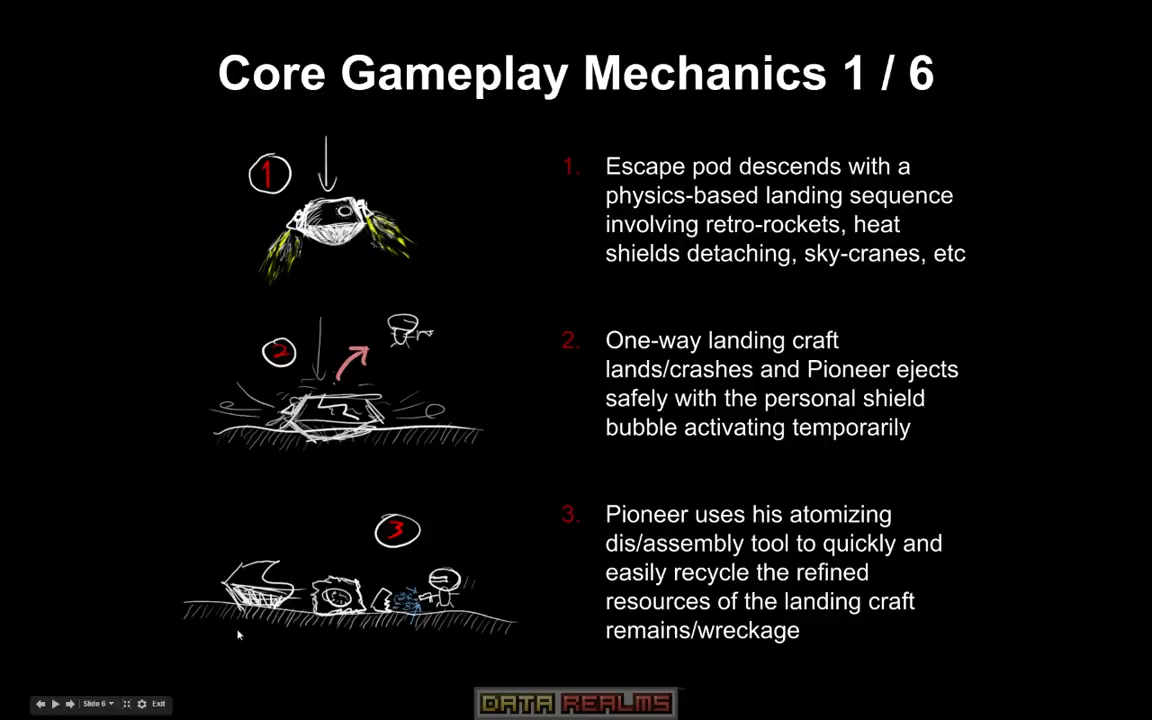 Core Gameplay Mechanics 1 / 6
1
1. Escape pod descends with a
physics-based landing sequence
involving retro-rockets, heat
shields detaching, sky-cranes, etc
2
2. One-way landing craft
lands/crashes and Pioneer ejects
safely with the personal shield
bubble activating temporarily
3
3. Pioneer uses his atomizing
dis/assembly tool to quickly and
easily recycle the refined
resources of the landing craft
remains/wreckage
Slide 6
Exit
DATA REALMS